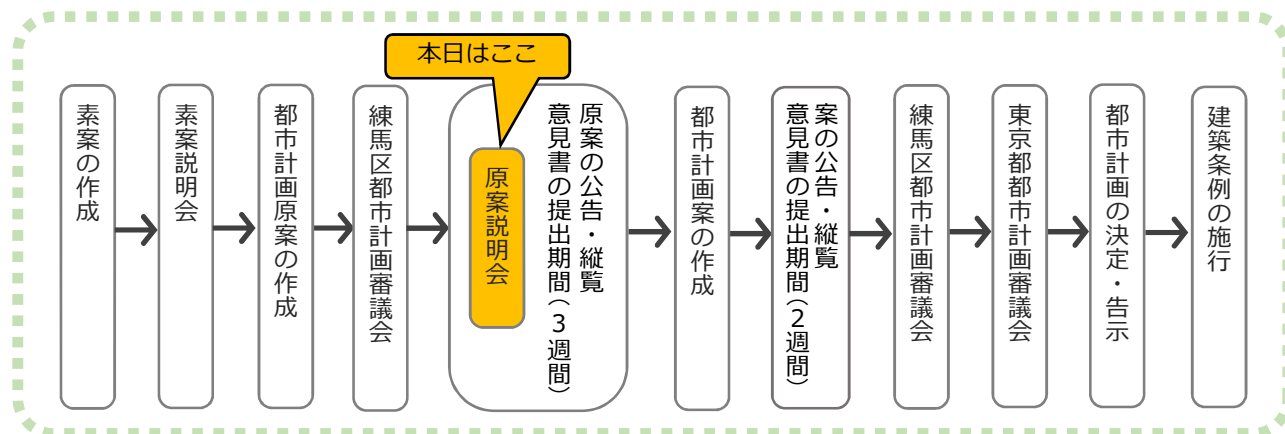 本日はここ
素案の作成
素案説明会
都市計画原案の作成
練馬区都市計画審議会
原案の公告・縦覧
意見書の提出期間（3週間）
原案説明会
都市計画案の作成
案の公告・縦覧
意見書の提出期間（2週間）
練馬区都市計画審議会
東京都都市計画審議会
都市計画の決定・告示
建築条例の施行